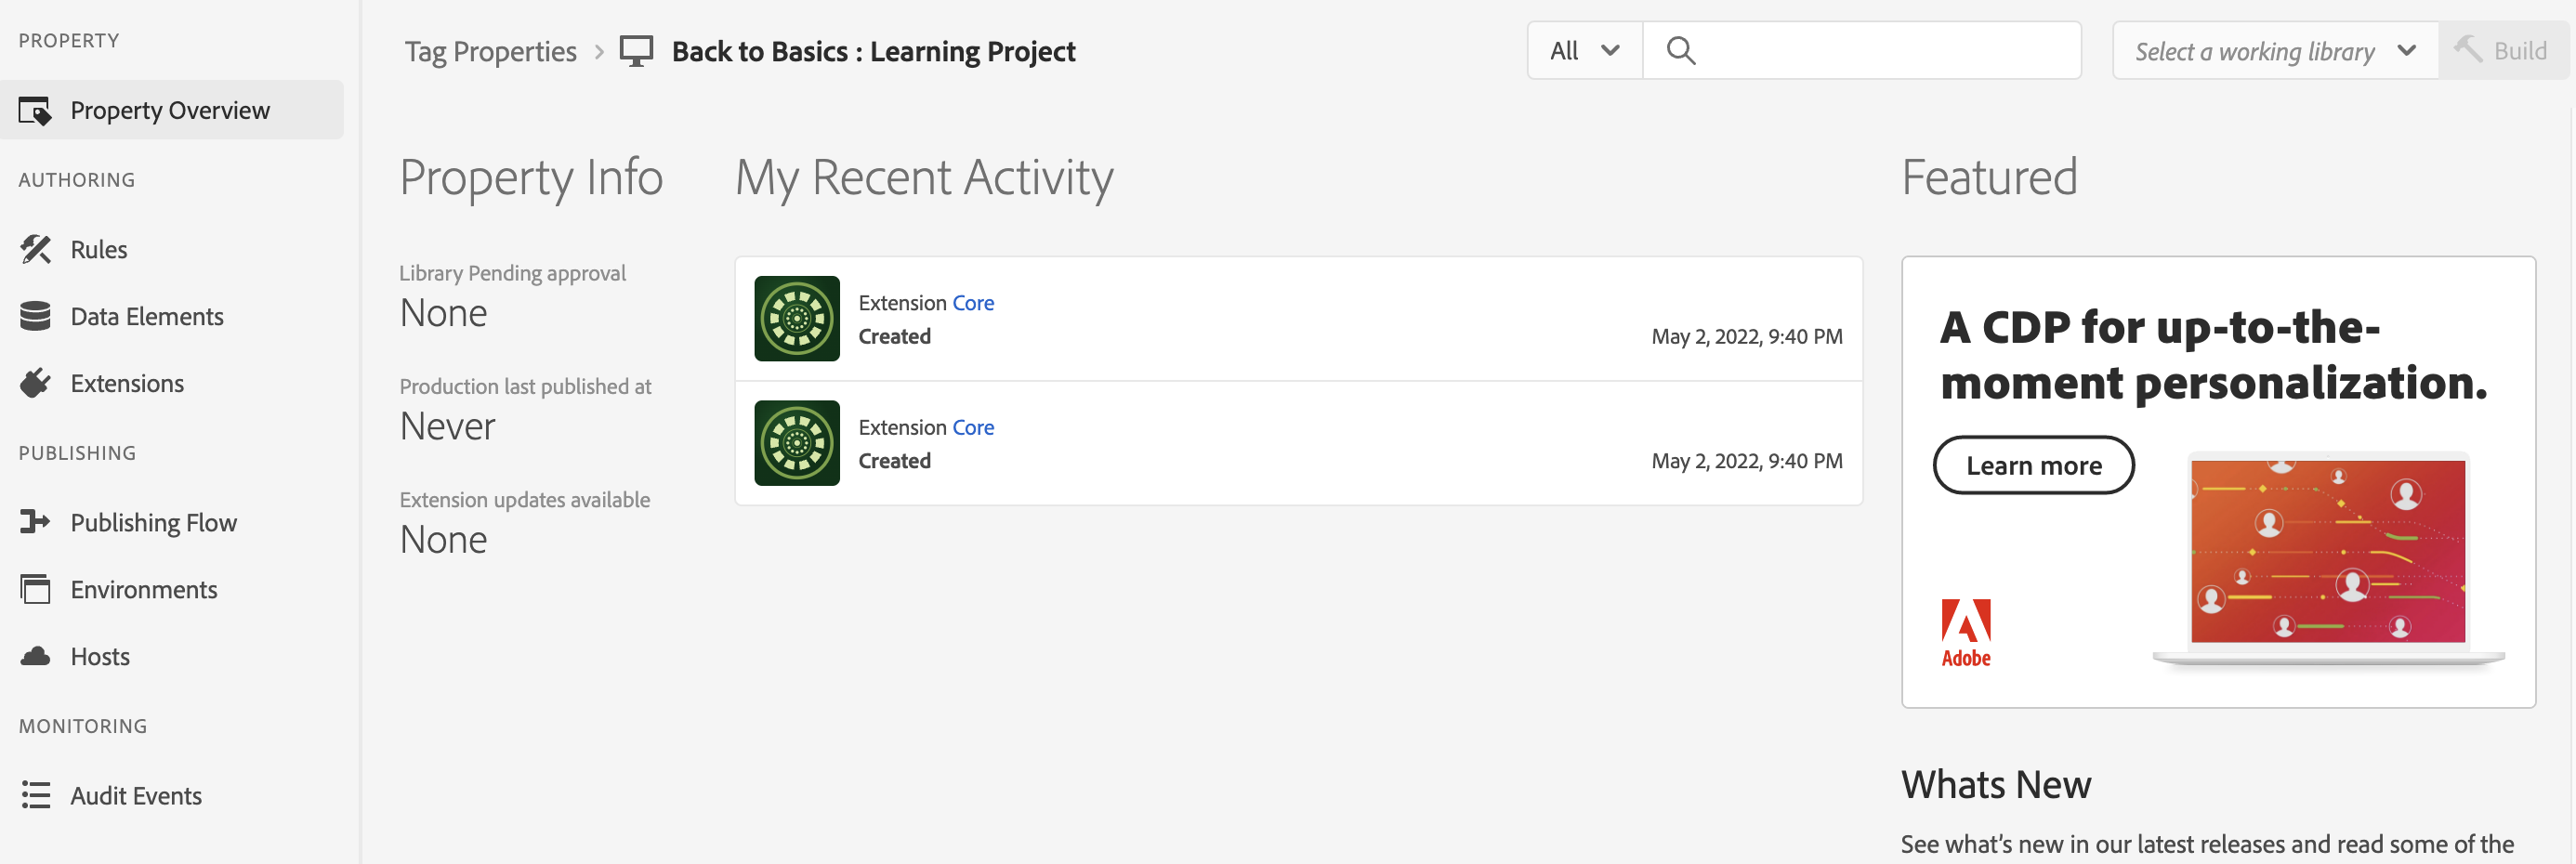 PROPERTY
Property Overview
AUTHORING
Rules
Data Elements
Extensions
PUBLISHING
Publishing Flow
Environments
Hosts
MONITORING
Audit Events
Tag Properties > Back to Basics : Learning Project
All
Select a working library
Build
Property Info
Library Pending approval
None
Production last published at
Never
Extension updates available
None
My Recent Activity
Extension Core
Created May 2, 2022, 9:40 PM
Extension Core
Created May 2, 2022, 9:40 PM
Featured
A CDP for up-to-the-
moment personalization.
Learn more
Adobe
Whats New
See what's new in our latest releases and read some of the